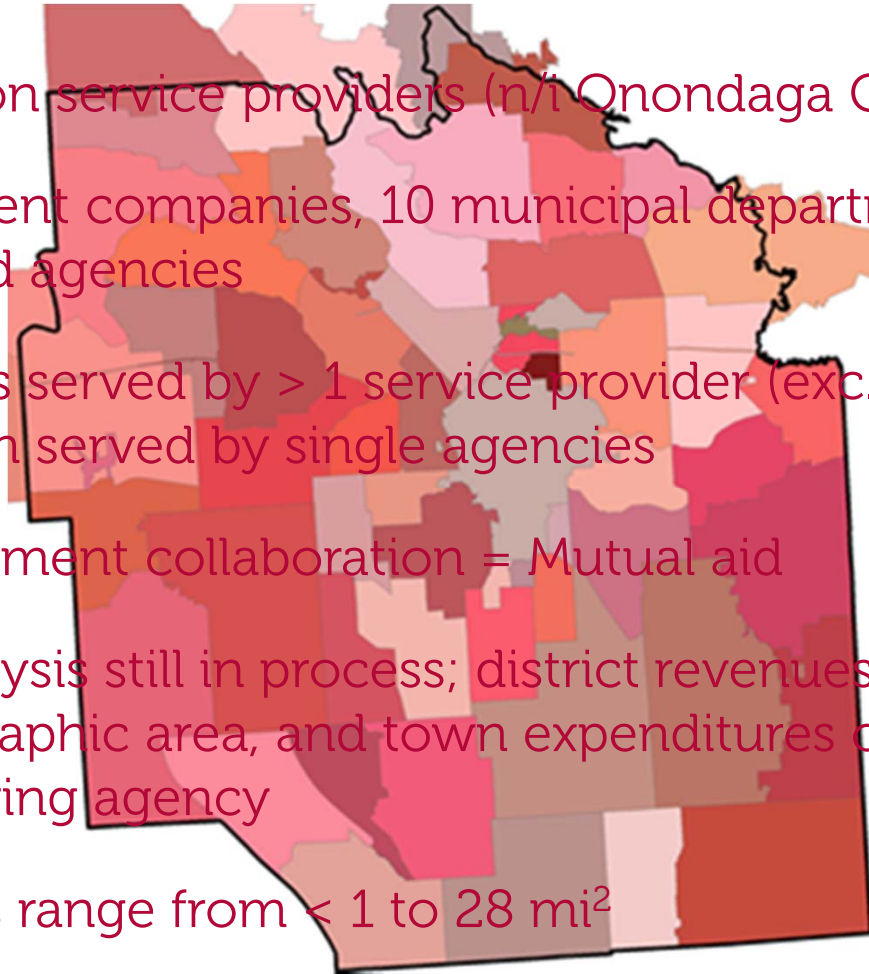 on service providers (n/i Onondaga C
ent companies, 10 municipal departm
d agencies
s served by > 1 service provider (exc.
n served by single agencies
ment collaboration = Mutual aid
ysis still in process; district revenues
aphic area, and town expenditures
ing agency
range from < 1 to 28 mi²